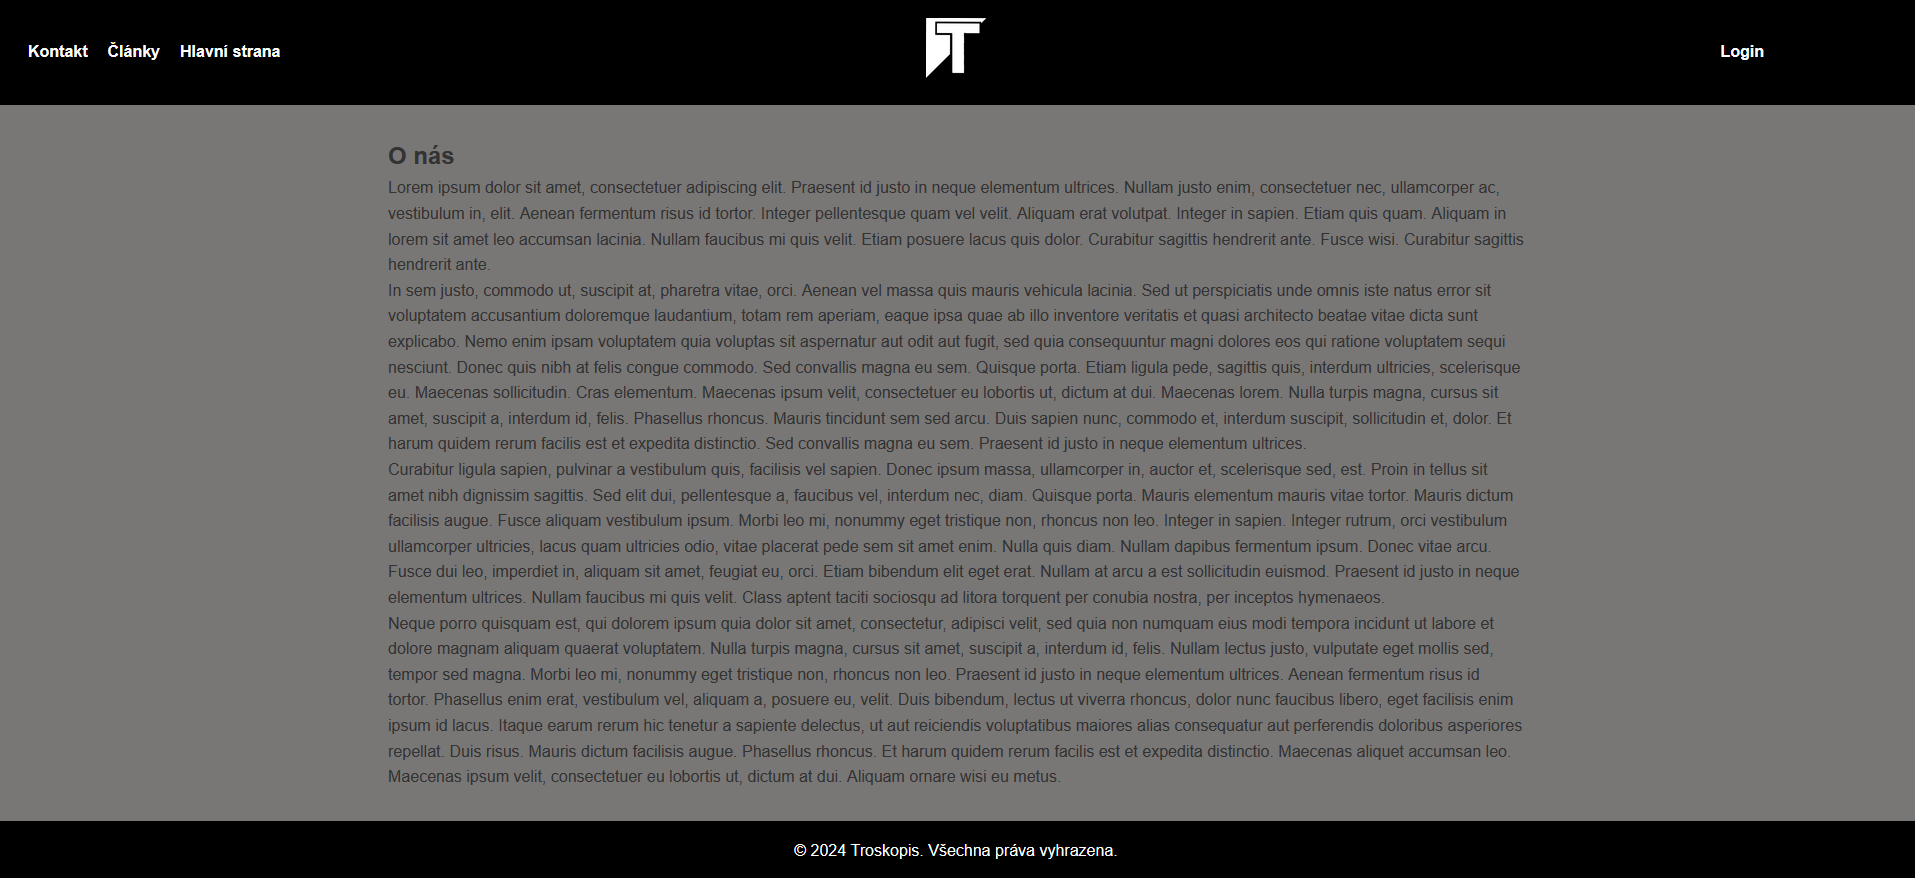 Kontakt Články Hlavní strana T Login
O nás
Lorem ipsum dolor sit amet, consectetuer adipiscing elit. Praesent id justo in neque elementum ultrices. Nullam justo enim, consectetuer nec, ullamcorper ac,
vestibulum in, elit. Aenean fermentum risus id tortor. Integer pellentesque quam vel velit. Aliquam erat volutpat. Integer in sapien. Etiam quis quam. Aliquam in
lorem sit amet leo accumsan lacinia. Nullam faucibus mi quis velit. Etiam posuere lacus quis dolor. Curabitur sagittis hendrerit ante. Fusce wisi. Curabitur sagittis
hendrerit ante.
In sem justo, commodo ut, suscipit at, pharetra vitae, orci. Aenean vel massa quis mauris vehicula lacinia. Sed ut perspiciatis unde omnis iste natus error sit
voluptatem accusantium doloremque laudantium, totam rem aperiam, eaque ipsa quae ab illo inventore veritatis et quasi architecto beatae vitae dicta sunt
explicabo. Nemo enim ipsam voluptatem quia voluptas sit aspernatur aut odit aut fugit, sed quia consequuntur magni dolores eos qui ratione voluptatem sequi
nesciunt. Donec quis nibh at felis congue commodo. Sed convallis magna eu sem. Quisque porta. Etiam ligula pede, sagittis quis, interdum ultricies, scelerisque
eu. Maecenas sollicitudin. Cras elementum. Maecenas ipsum velit, consectetuer eu lobortis ut, dictum at dui. Maecenas lorem. Nulla turpis magna, cursus sit
amet, suscipit a, interdum id, felis. Phasellus rhoncus. Mauris tincidunt sem sed arcu. Duis sapien nunc, commodo et, interdum suscipit, sollicitudin et, dolor. Et
harum quidem rerum facilis est et expedita distinctio. Sed convallis magna eu sem. Praesent id justo in neque elementum ultrices.
Curabitur ligula sapien, pulvinar a vestibulum quis, facilisis vel sapien. Donec ipsum massa, ullamcorper in, auctor et, scelerisque sed, est. Proin in tellus sit
amet nibh dignissim sagittis. Sed elit dui, pellentesque a, faucibus vel, interdum nec, diam. Quisque porta. Mauris elementum mauris vitae tortor. Mauris dictum
facilisis augue. Fusce aliquam vestibulum ipsum. Morbi leo mi, nonummy eget tristique non, rhoncus non leo. Integer in sapien. Integer rutrum, orci vestibulum
ullamcorper ultricies, lacus quam ultricies odio, vitae placerat pede sem sit amet enim. Nulla quis diam. Nullam dapibus fermentum ipsum. Donec vitae arcu.
Fusce dui leo, imperdiet in, aliquam sit amet, feugiat eu, orci. Etiam bibendum elit eget erat. Nullam at arcu a est sollicitudin euismod. Praesent id justo in neque
elementum ultrices. Nullam faucibus mi quis velit. Class aptent taciti sociosqu ad litora torquent per conubia nostra, per inceptos hymenaeos.
Neque porro quisquam est, qui dolorem ipsum quia dolor sit amet, consectetur, adipisci velit, sed quia non numquam eius modi tempora incidunt ut labore et
dolore magnam aliquam quaerat voluptatem. Nulla turpis magna, cursus sit amet, suscipit a, interdum id, felis. Nullam lectus justo, vulputate eget mollis sed,
tempor sed magna. Morbi leo mi, nonummy eget tristique non, rhoncus non leo. Praesent id justo in neque elementum ultrices. Aenean fermentum risus id
tortor. Phasellus enim erat, vestibulum vel, aliquam a, posuere eu, velit. Duis bibendum, lectus ut viverra rhoncus, dolor nunc faucibus libero, eget facilisis enim
ipsum id lacus. Itaque earum rerum hic tenetur a sapiente delectus, ut aut reiciendis voluptatibus maiores alias consequatur aut perferendis doloribus asperiores
repellat. Duis risus. Mauris dictum facilisis augue. Phasellus rhoncus. Et harum quidem rerum facilis est et expedita distinctio. Maecenas aliquet accumsan leo.
Maecenas ipsum velit, consectetuer eu lobortis ut, dictum at dui. Aliquam ornare wisi eu metus.
© 2024 Troskopis. Všechna práva vyhrazena.